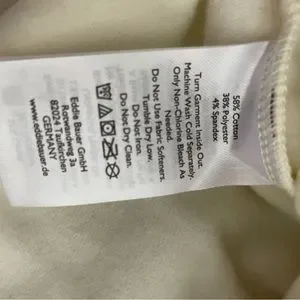 58% Cotton
38% Polyester
4% Spandex
Turn Garment Inside Out.
Machine Wash Cold Separately.
Only Non-Chlorine Bleach As
Needed.
Do Not Use Fabric Softeners.
Tumble Dry Low.
Do Not Iron.
Do Not Dry Clean.
Eddie Bauer GmbH
Rotwandweg 3a
82024 Taufkirchen
GERMANY
www.eddiebauer.de